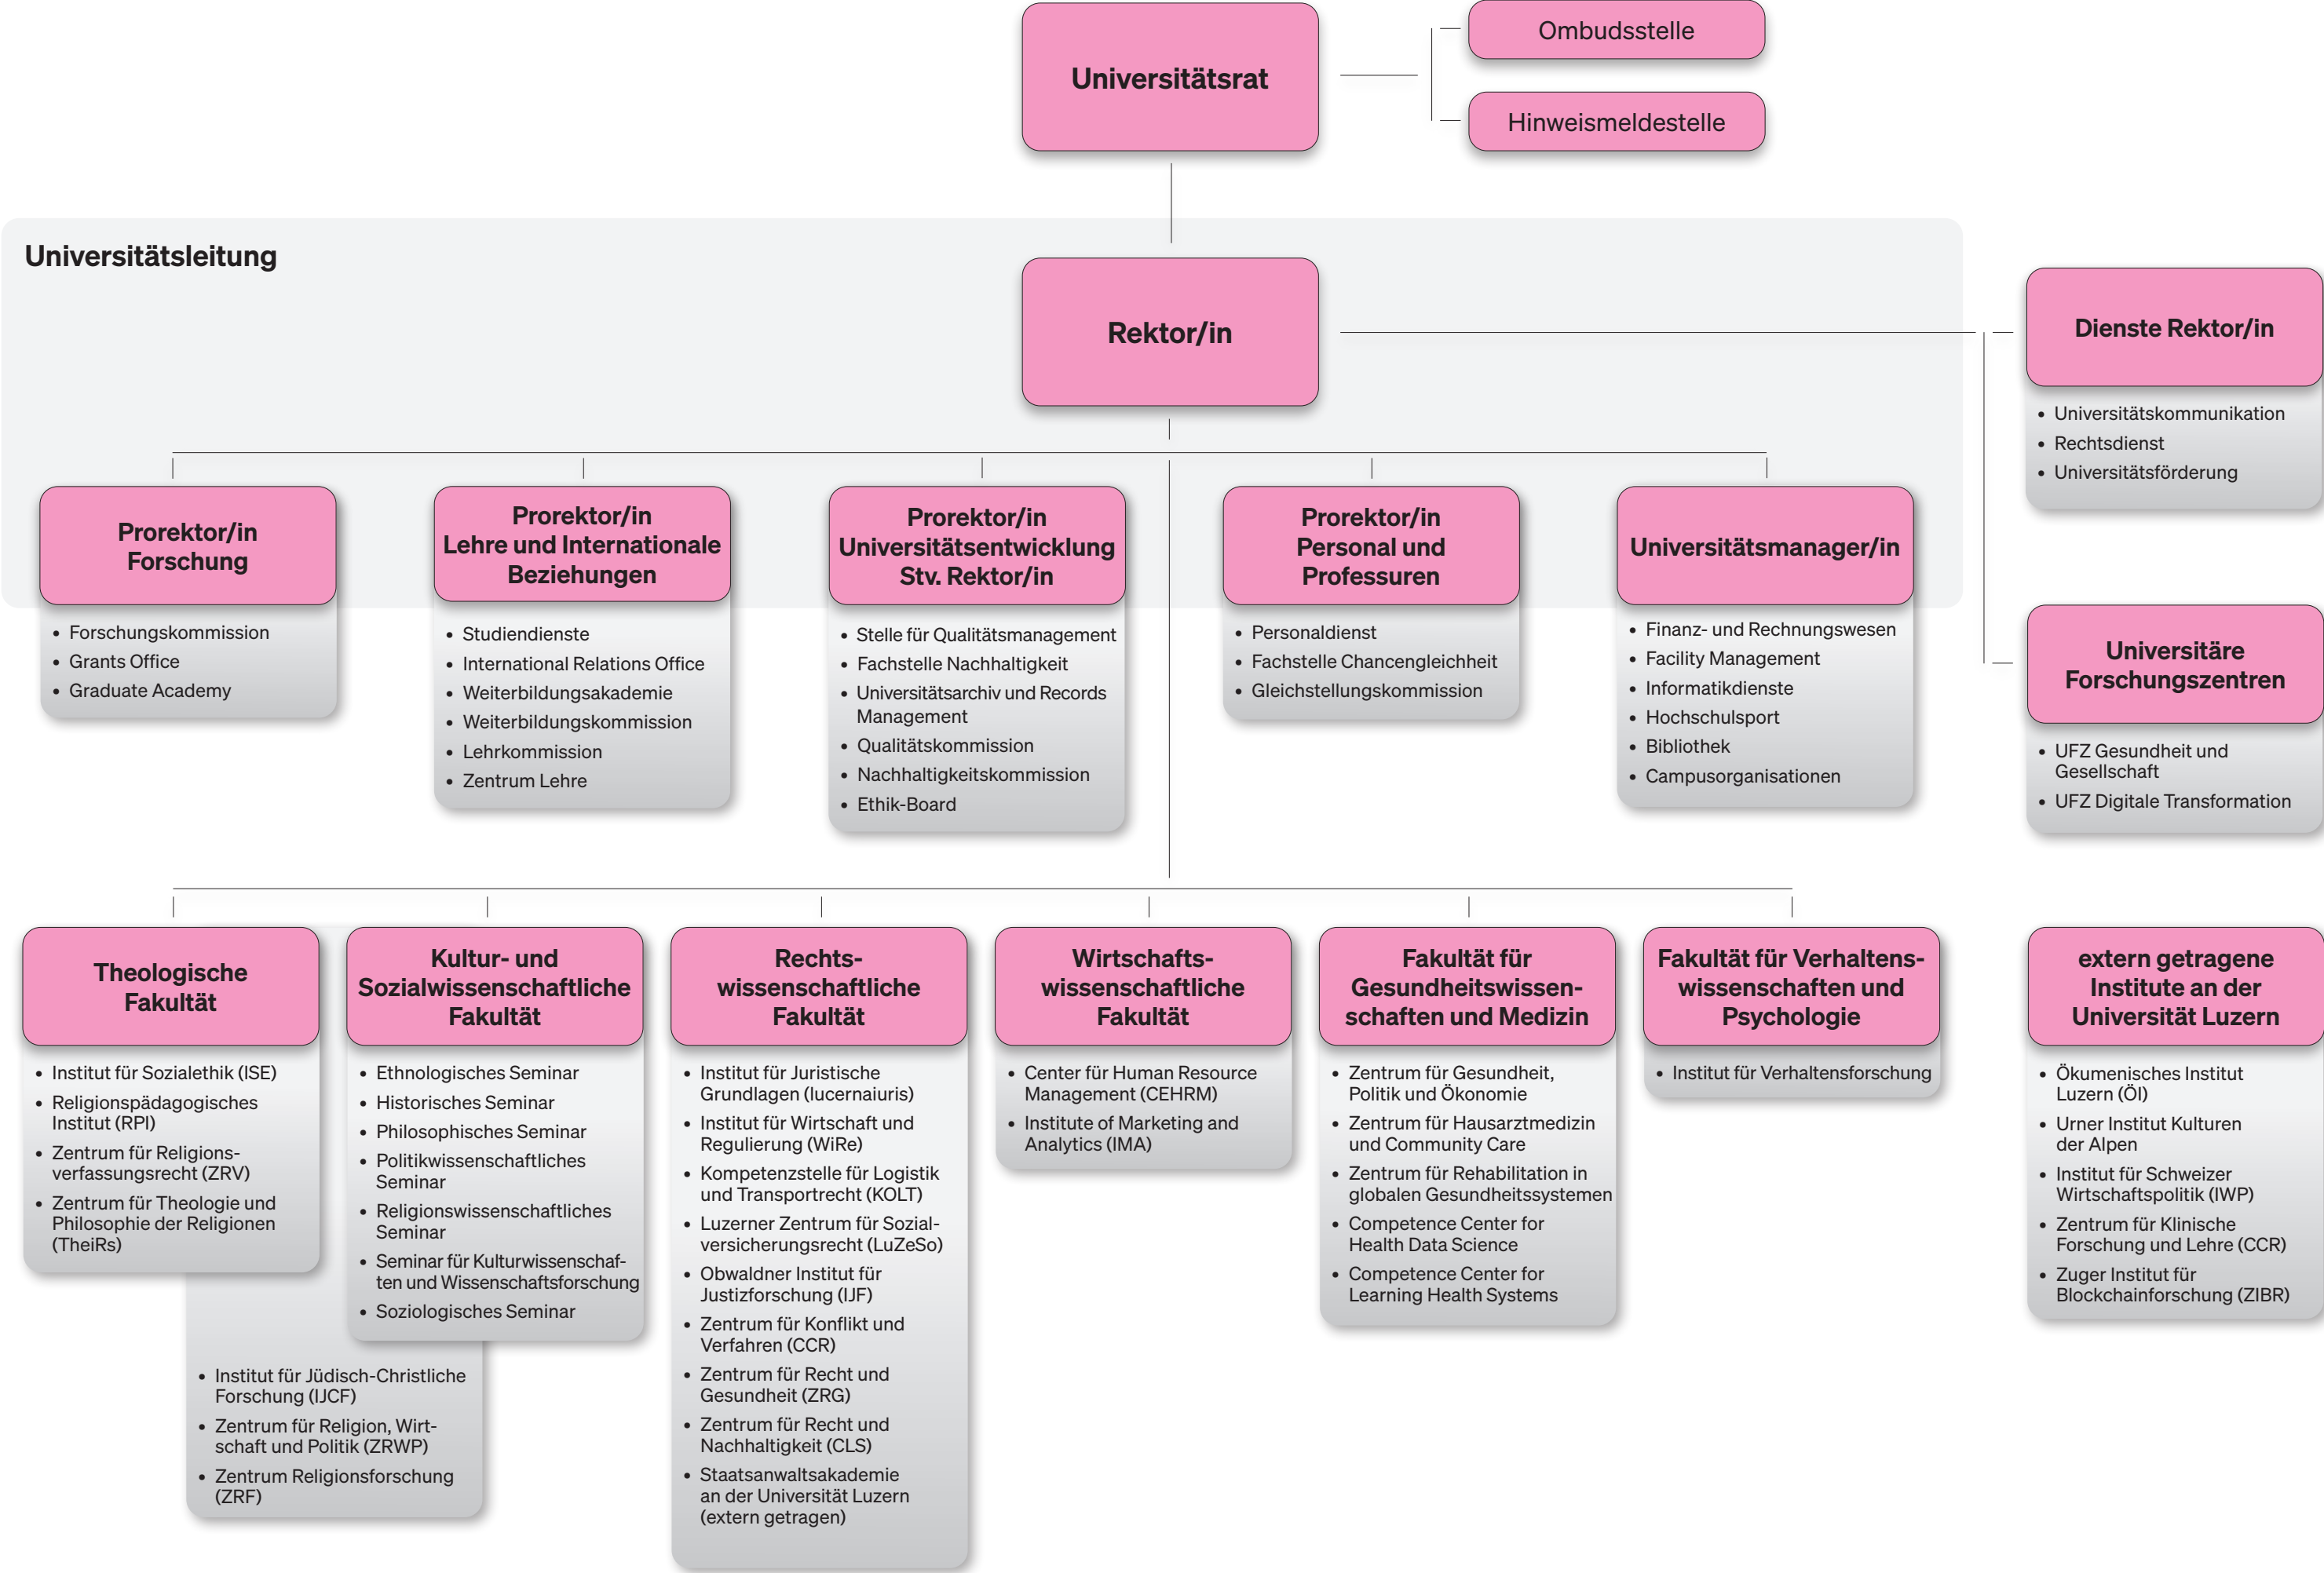 Universitätsrat
Ombudsstelle
Hinweismeldestelle
Universitätsleitung
Rektor/in
Dienste Rektor/in
• Universitätskommunikation
• Rechtsdienst
• Universitätsförderung
Prorektor/in
Forschung
• Forschungskommission
• Grants Office
• Graduate Academy
Prorektor/in
Lehre und Internationale
Beziehungen
• Studiendienste
• International Relations Office
• Weiterbildungsakademie
• Weiterbildungskommission
• Lehrkommission
• Zentrum Lehre
Prorektor/in
Universitätsentwicklung
Stv. Rektor/in
• Stelle für Qualitätsmanagement
• Fachstelle Nachhaltigkeit
• Universitätsarchiv und Records
Management
• Qualitätskommission
• Nachhaltigkeitskommission
• Ethik-Board
Prorektor/in
Personal und
Professuren
• Personaldienst
• Fachstelle Chancengleichheit
• Gleichstellungskommission
Universitätsmanager/in
• Finanz- und Rechnungswesen
• Facility Management
• Informatikdienste
• Hochschulsport
• Bibliothek
• Campusorganisationen
Universitäre
Forschungszentren
• UFZ Gesundheit und
Gesellschaft
• UFZ Digitale Transformation
Theologische
Fakultät
• Institut für Sozialethik (ISE)
• Religionspädagogisches
Institut (RPI)
• Zentrum für Religions-
verfassungsrecht (ZRV)
• Zentrum für Theologie und
Philosophie der Religionen
(TheiRs)
Kultur- und
Sozialwissenschaftliche
Fakultät
• Ethnologisches Seminar
• Historisches Seminar
• Philosophisches Seminar
• Politikwissenschaftliches
Seminar
• Religionswissenschaftliches
Seminar
• Seminar für Kulturwissenschaf-
ten und Wissenschaftsforschung
• Soziologisches Seminar
• Institut für Jüdisch-Christliche
Forschung (IJCF)
• Zentrum für Religion, Wirt-
schaft und Politik (ZRWP)
• Zentrum Religionsforschung
(ZRF)
Rechts-
wissenschaftliche
Fakultät
• Institut für Juristische
Grundlagen (lucernaiuris)
• Institut für Wirtschaft und
Regulierung (WiRe)
• Kompetenzstelle für Logistik
und Transportrecht (KOLT)
• Luzerner Zentrum für Sozial-
versicherungsrecht (LuZeSo)
• Obwaldner Institut für
Justizforschung (IJF)
• Zentrum für Konflikt und
Verfahren (CCR)
• Zentrum für Recht und
Gesundheit (ZRG)
• Zentrum für Recht und
Nachhaltigkeit (CLS)
• Staatsanwaltsakademie
an der Universität Luzern
(extern getragen)
Wirtschafts-
wissenschaftliche
Fakultät
• Center für Human Resource
Management (CEHRM)
• Institute of Marketing and
Analytics (IMA)
Fakultät für
Gesundheitswissen-
schaften und Medizin
• Zentrum für Gesundheit,
Politik und Ökonomie
• Zentrum für Hausarztmedizin
und Community Care
• Zentrum für Rehabilitation in
globalen Gesundheitssystemen
• Competence Center for
Health Data Science
• Competence Center for
Learning Health Systems
Fakultät für Verhaltens-
wissenschaften und
Psychologie
• Institut für Verhaltensforschung
extern getragene
Institute an der
Universität Luzern
• Ökumenisches Institut
Luzern (ÖI)
• Urner Institut Kulturen
der Alpen
• Institut für Schweizer
Wirtschaftspolitik (IWP)
• Zentrum für Klinische
Forschung und Lehre (CCR)
• Zuger Institut für
Blockchainforschung (ZIBR)